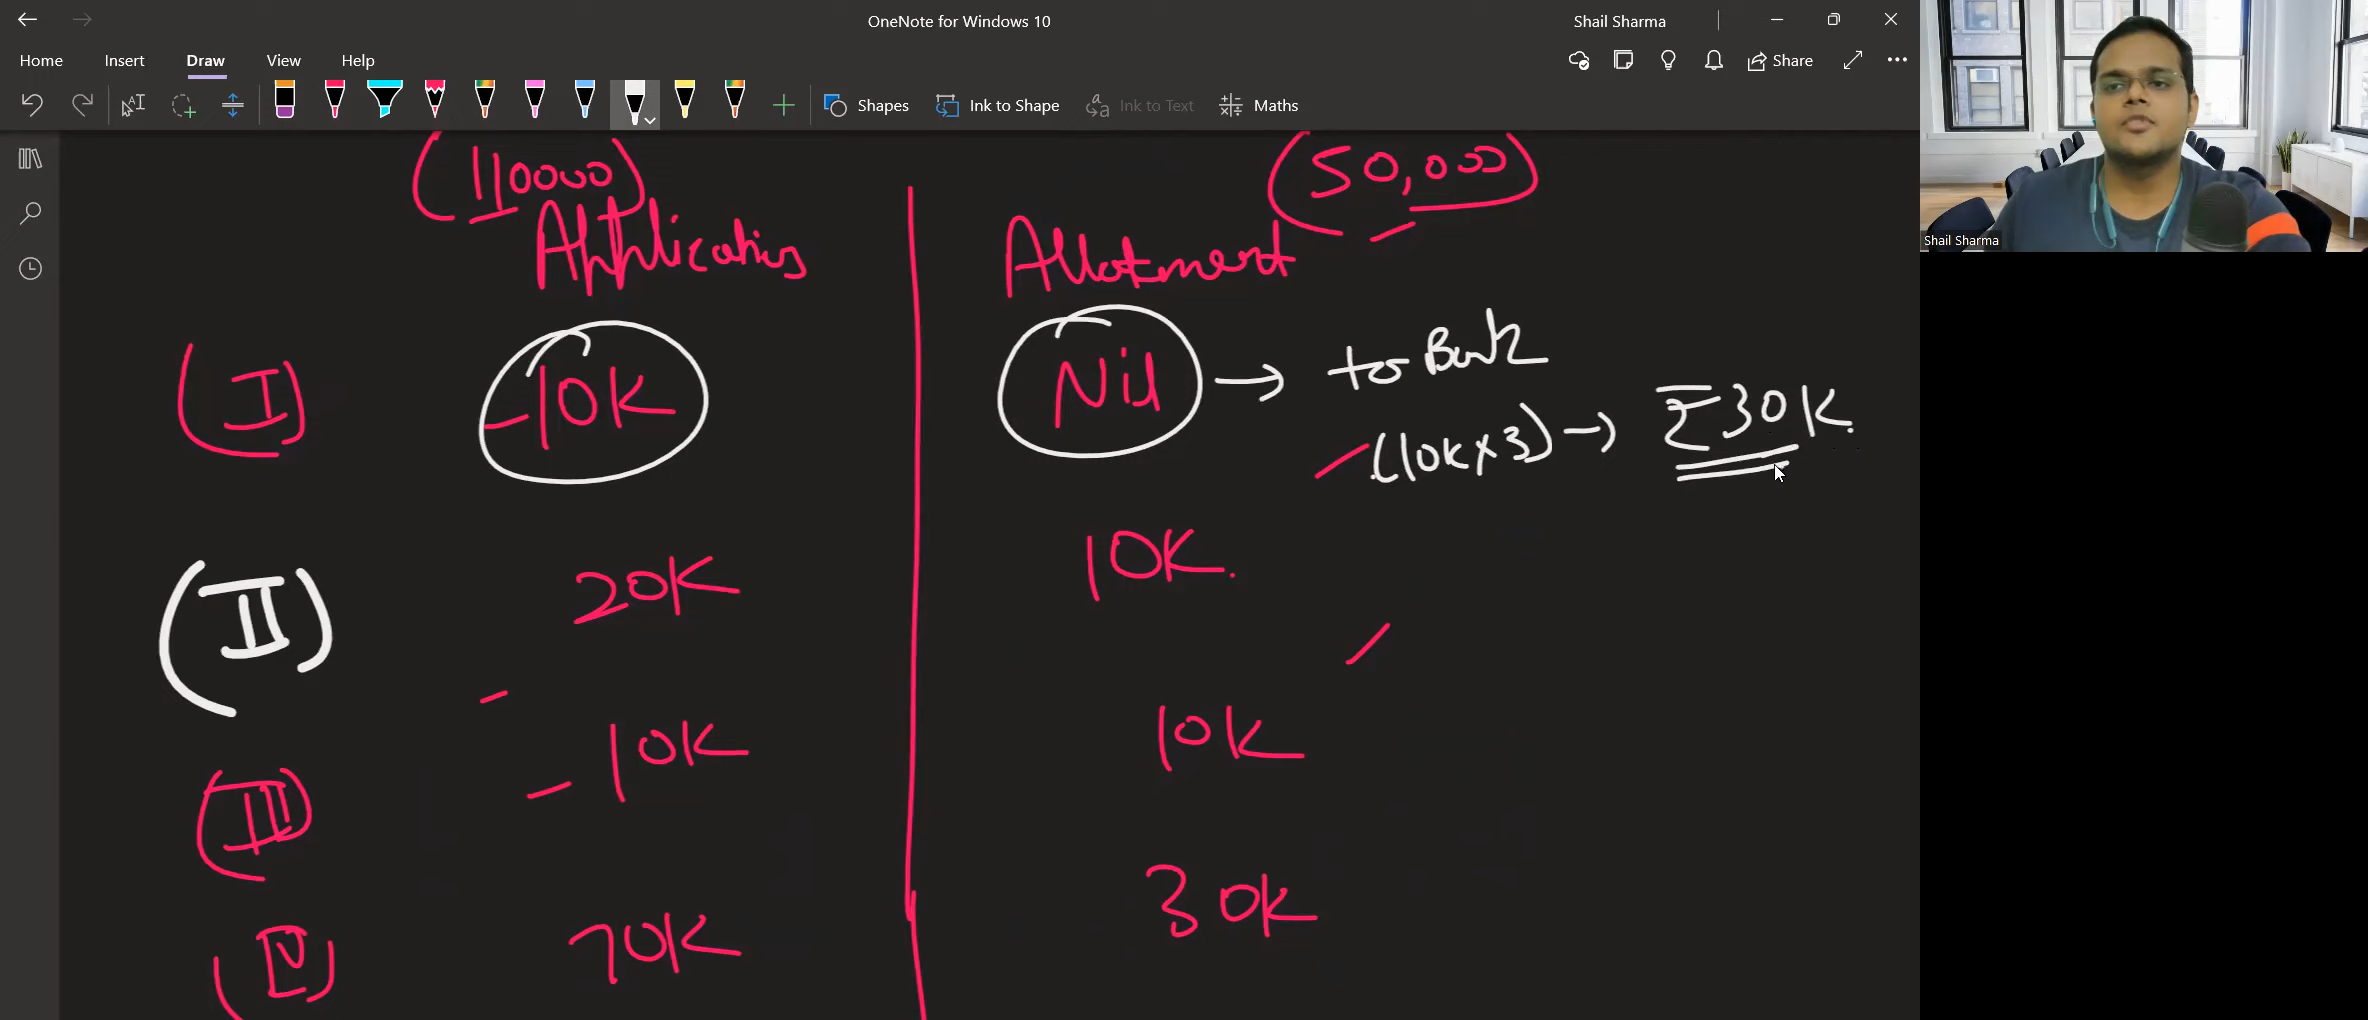 OneNote for Windows 10
Shail Sharma
Home Insert Draw View Help
Share
Shapes Ink to Shape Ink to Text Maths
Shail Sharma
(110000) (50,000)
Applications Allotment
(I) -10K Nil → to Bank
(10K×3) → ₹30K.
(II) 20K 10K.
(III) - 10K 10K
(IV) 70K 30K